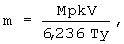 m = MpkV / 6,236 Ty ,